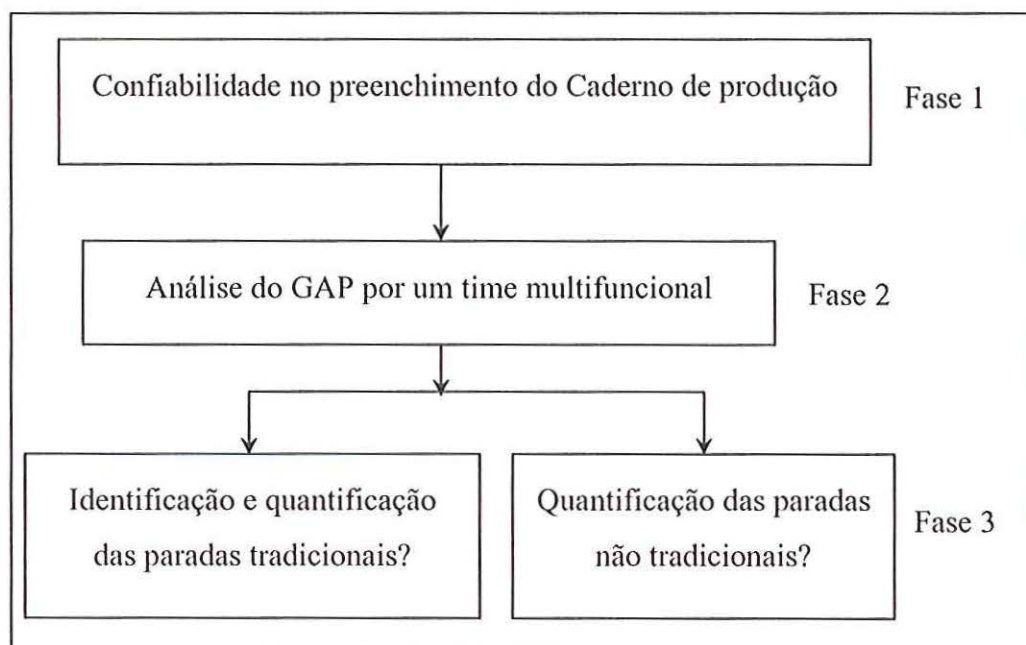 Confiabilidade no preenchimento do Caderno de produção
Fase 1
Análise do GAP por um time multifuncional
Fase 2
Identificação e quantificação
das paradas tradicionais?
Quantificação das paradas
não tradicionais?
Fase 3